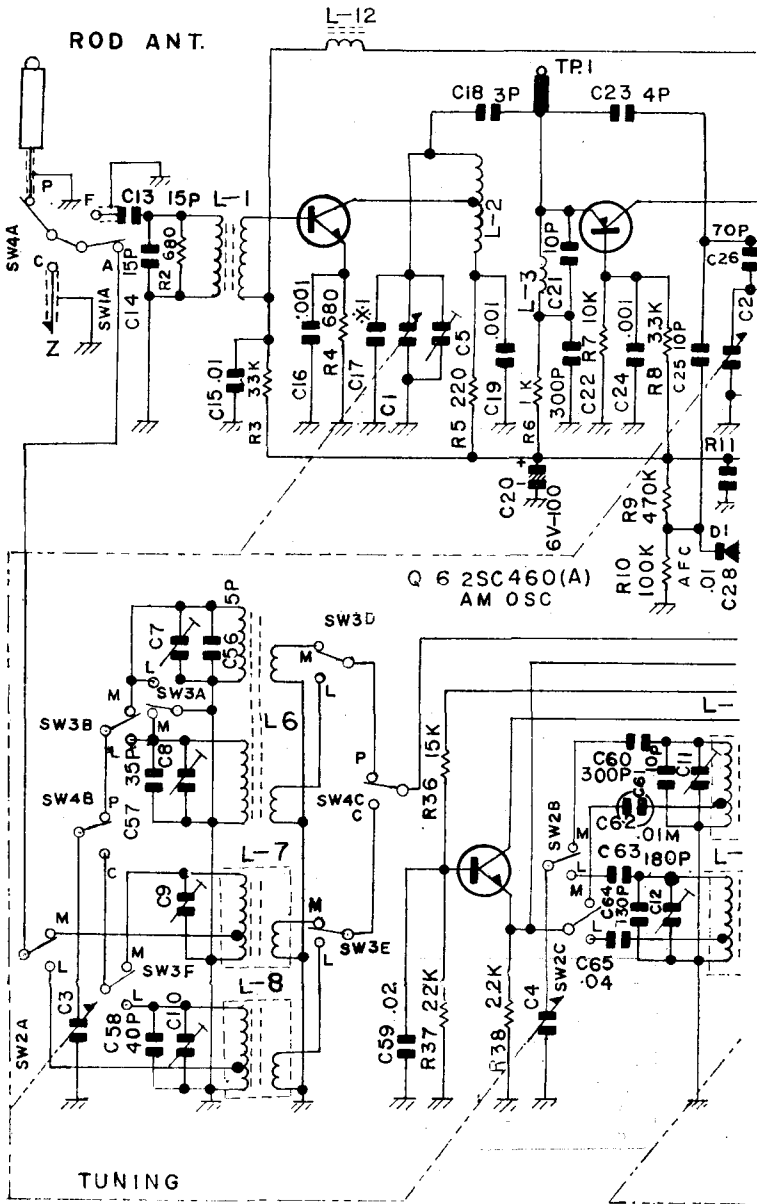 L-12
ROD ANT.
TP.1
C18 3P
C23 4P
P
F
C13 15P
L-1
L-2
SW4A
C
A
SW1A
Z
15P
C14
R2 680
10P
C21
L-3
70P
C26
C2
.001
C16
680
R4
※1
C17
C1
C5
.001
C19
220
R5
1K
R6
300P
C22
10K
R7
.001
C24
3.3K
R8
10P
C25
C15 .01
33K
R3
R11
+
C20
6V-100
R9
470K
R10
100K
AFC
D1
.01
C28
Q 6 2SC460(A)
AM OSC
5P
C7
C56
SW3D
M
L
L
M
SW3A
SW3B
M
L
35P
C8
L6
C57
SW4B
P
C
P
SW4C
C
15K
R36
L-
C60
300P
10P
C61
C11
C62
.01M
SW2B
M
L
C63
180P
L-
M
C64
130P
C12
L
C65
.04
SW2C
L-7
C9
M
L
M
L
SW3E
M
SW3F
L
L-8
SW2A
C3
C58
40P
C10
C59 .02
R37 22K
R38 2.2K
C4
TUNING